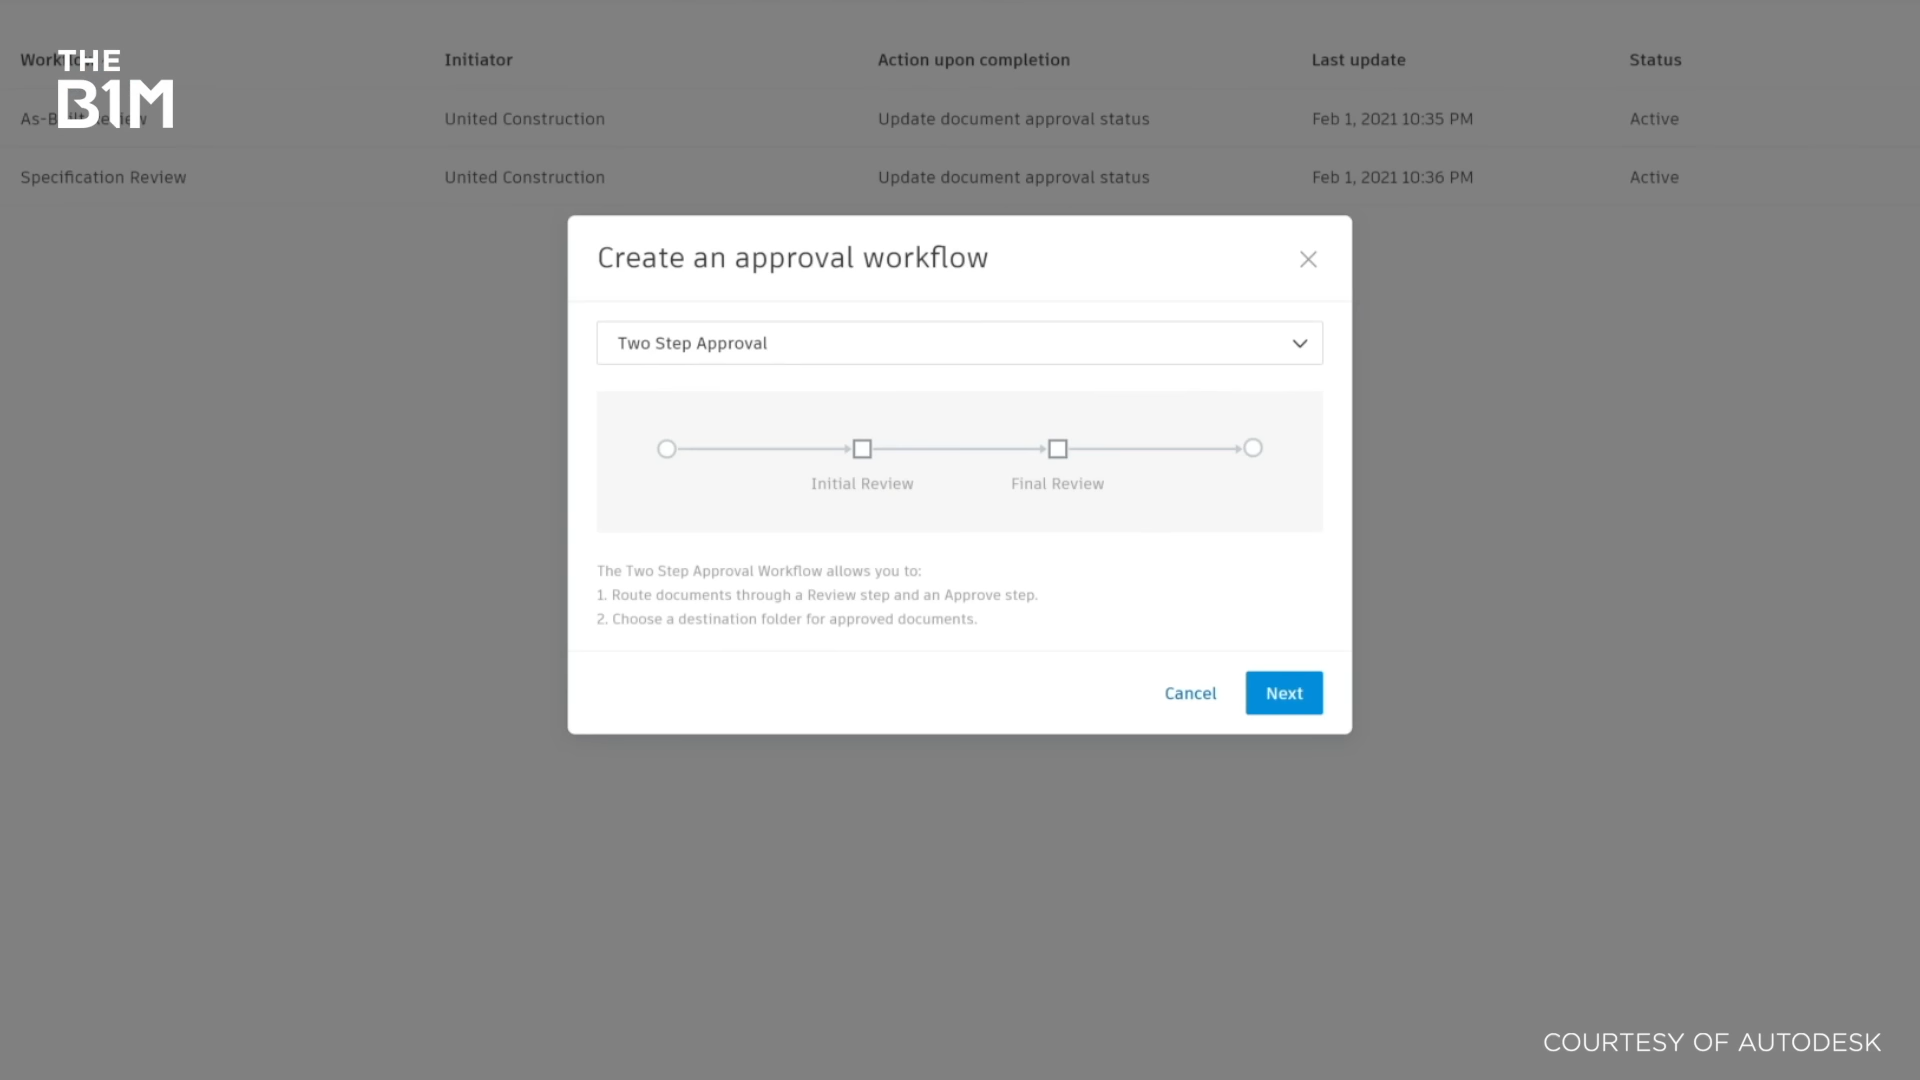 THE
B1M
Initiator
Action upon completion
Last update
Status
United Construction
Update document approval status
Feb 1, 2021 10:35 PM
Active
Specification Review
United Construction
Update document approval status
Feb 1, 2021 10:36 PM
Active
Create an approval workflow
Two Step Approval
Initial Review
Final Review
The Two Step Approval Workflow allows you to:
1. Route documents through a Review step and an Approve step.
2. Choose a destination folder for approved documents.
Cancel
Next
COURTESY OF AUTODESK